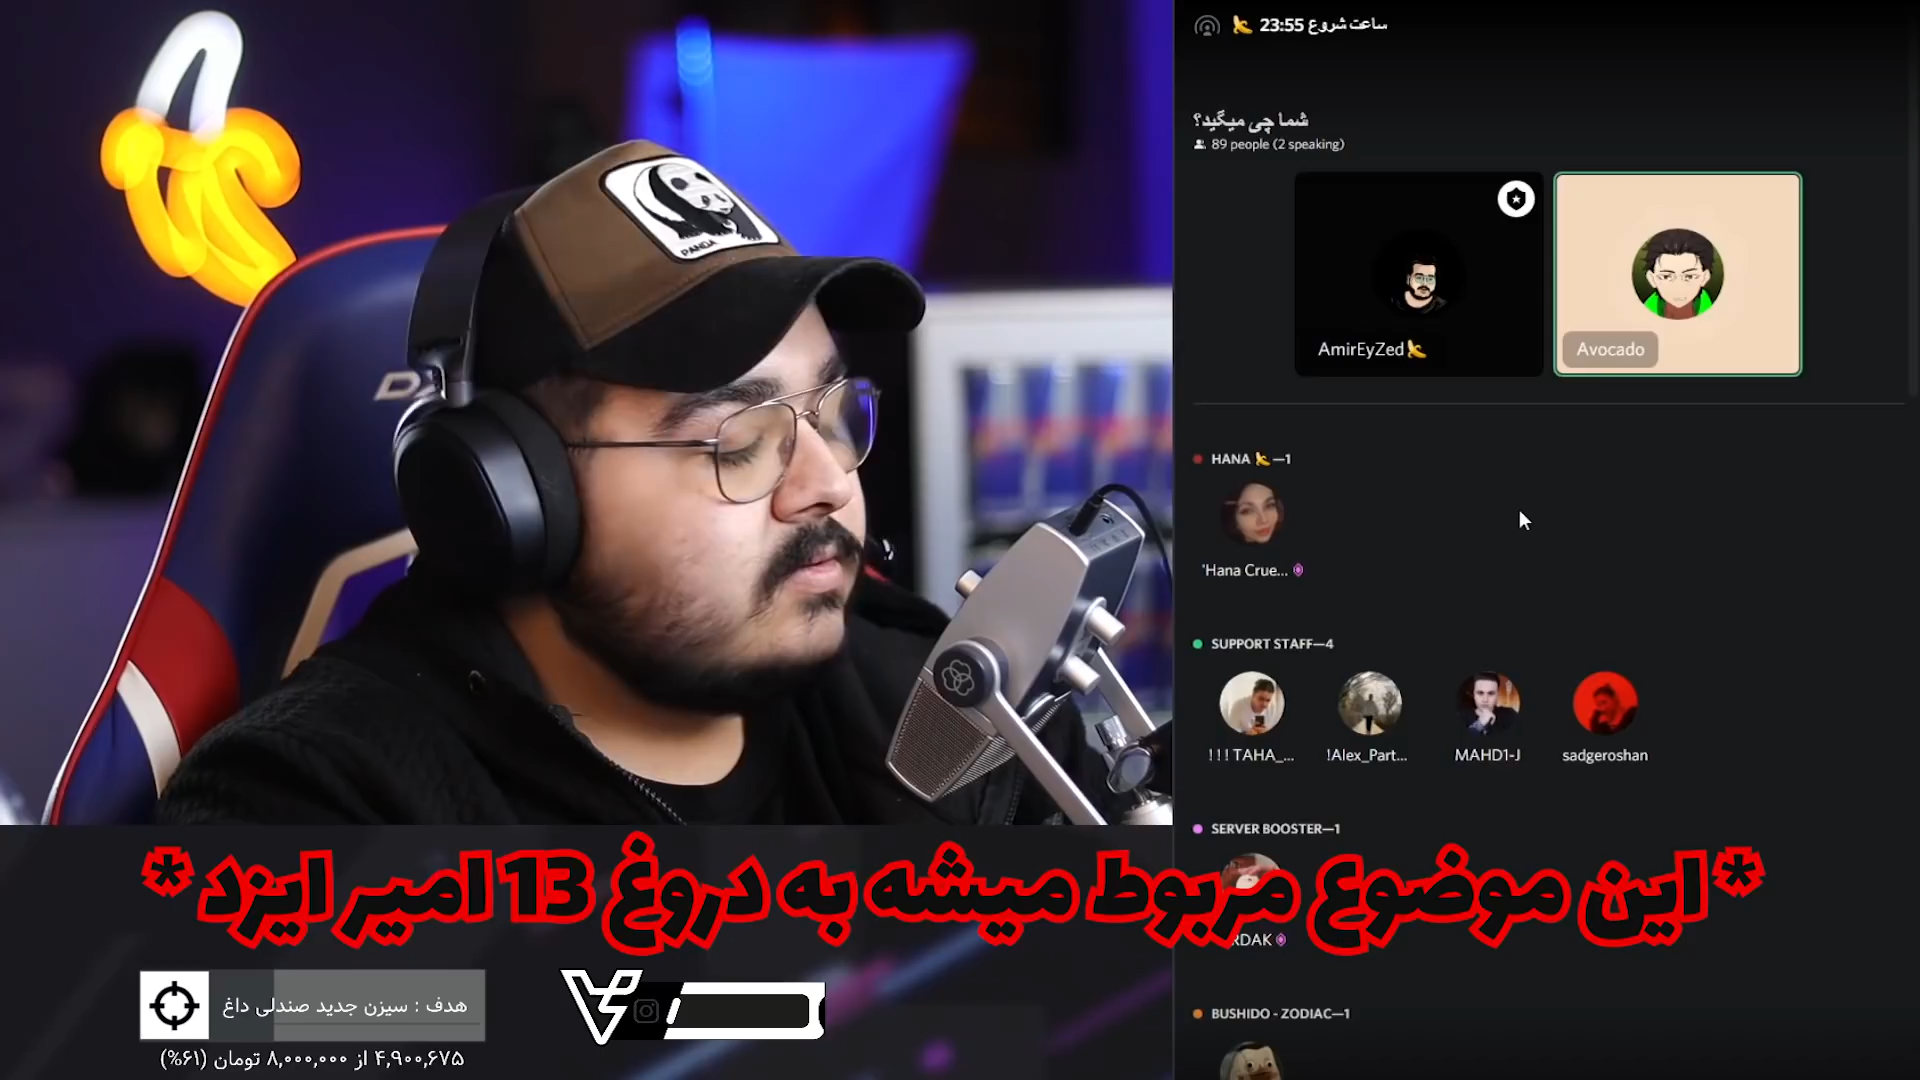 ساعت شروع 23:55
شما چی میگید؟
89 people (2 speaking)
AmirEyZed
Avocado
HANA —1
'Hana Crue...
SUPPORT STAFF—4
!!! TAHA_...
!Alex_Part...
MAHD1-J
sadgeroshan
SERVER BOOSTER—1
RDAK
BUSHIDO - ZODIAC—1
PANDA
*این موضوع مربوط میشه به دروغ 13 امیر ایزد*
هدف : سیزن جدید صندلی داغ
۴,۹۰۰,۶۷۵ از ۸,۰۰۰,۰۰۰ تومان (۶۱%)